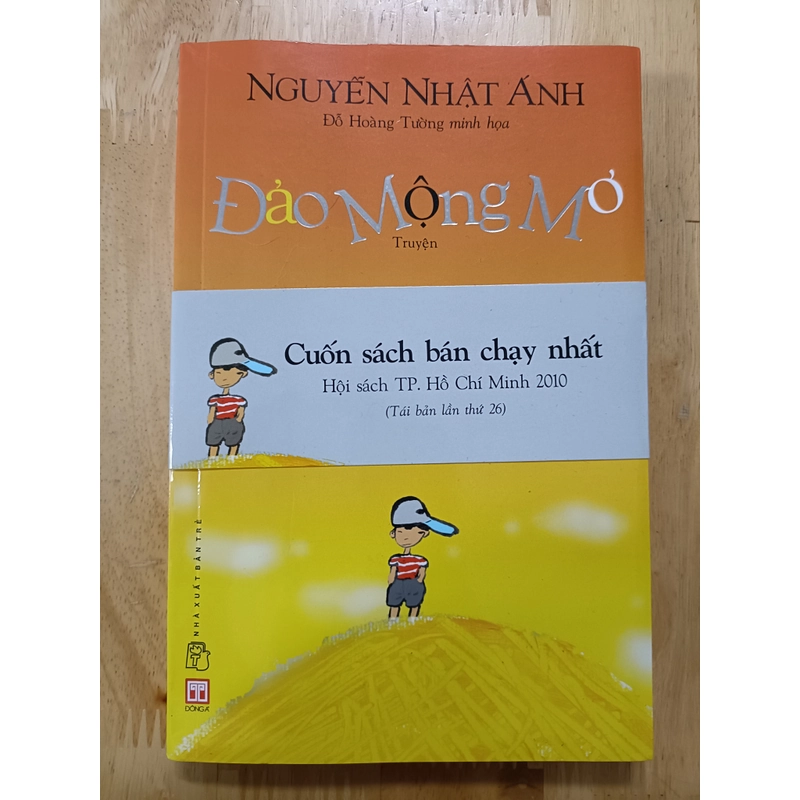 NGUYỄN NHẬT ÁNH
Đỗ Hoàng Tường minh họa
Đảo Mộng Mơ
Truyện
Cuốn sách bán chạy nhất
Hội sách TP. Hồ Chí Minh 2010
(Tái bản lần thứ 26)
NHÀ XUẤT BẢN TRẺ
ĐÔNG A